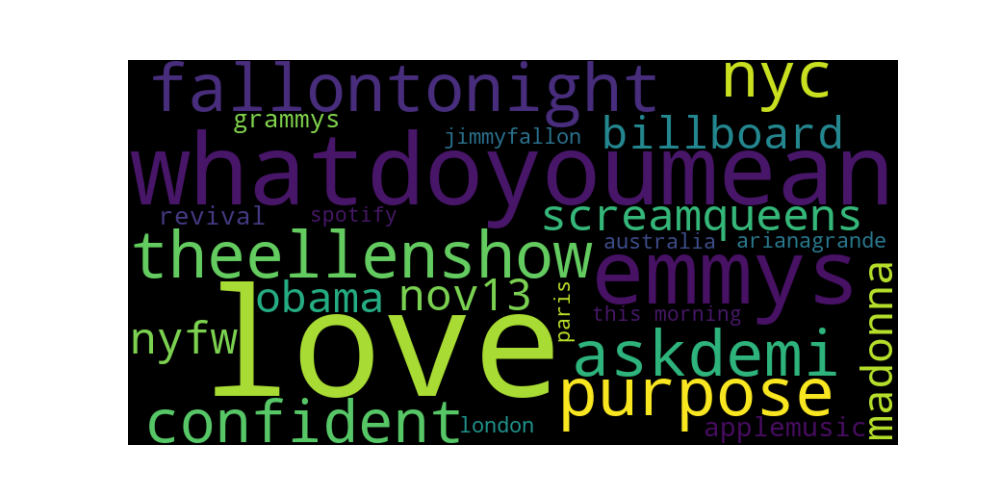 fallontonight
nyc
grammys
jimmyfallon
billboard
whatdoyoumean
revival
spotify
screamqueens
theellenshow
australia
arianagrande
emmys
obama
nov13
paris
this morning
madonna
nyfw
love
askdemi
purpose
confident
london
applemusic